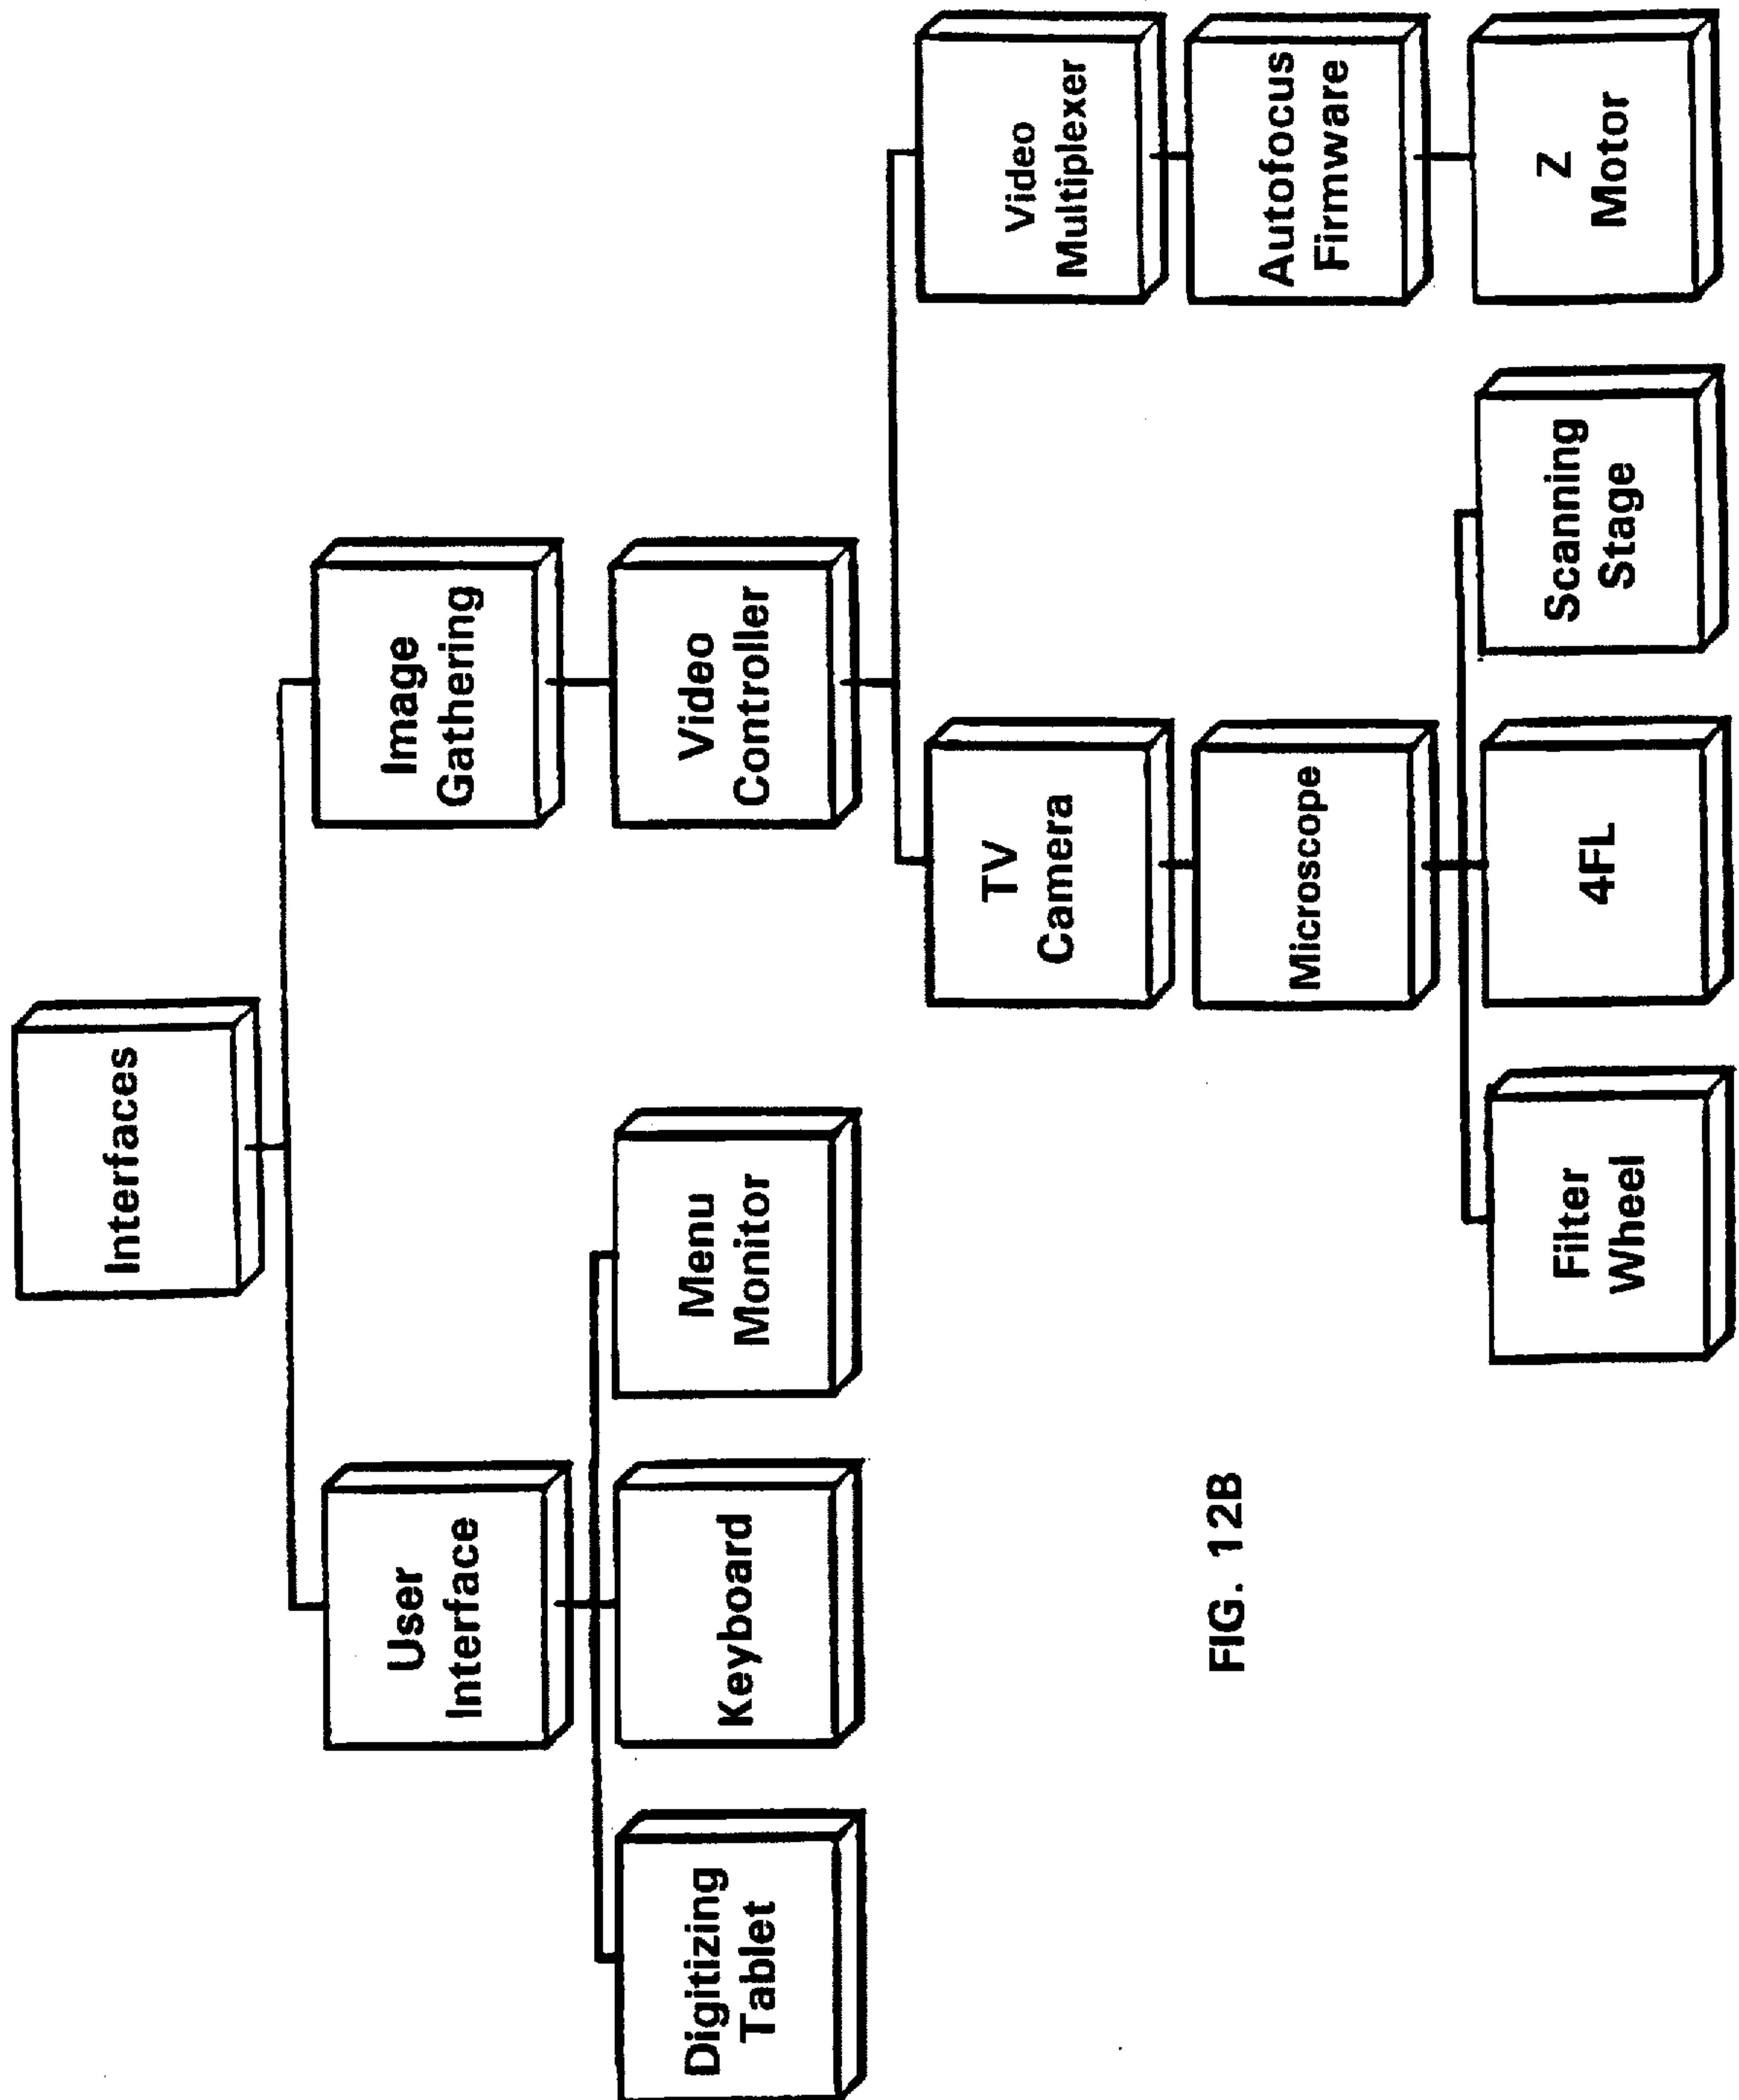 Interfaces
User
Interface
Image
Gathering
Digitizing
Tablet
Keyboard
Menu
Monitor
Video
Controller
TV
Camera
Video
Multiplexer
Microscope
Autofocus
Firmware
Filter
Wheel
4FL
Scanning
Stage
Z
Motor
FIG. 12B